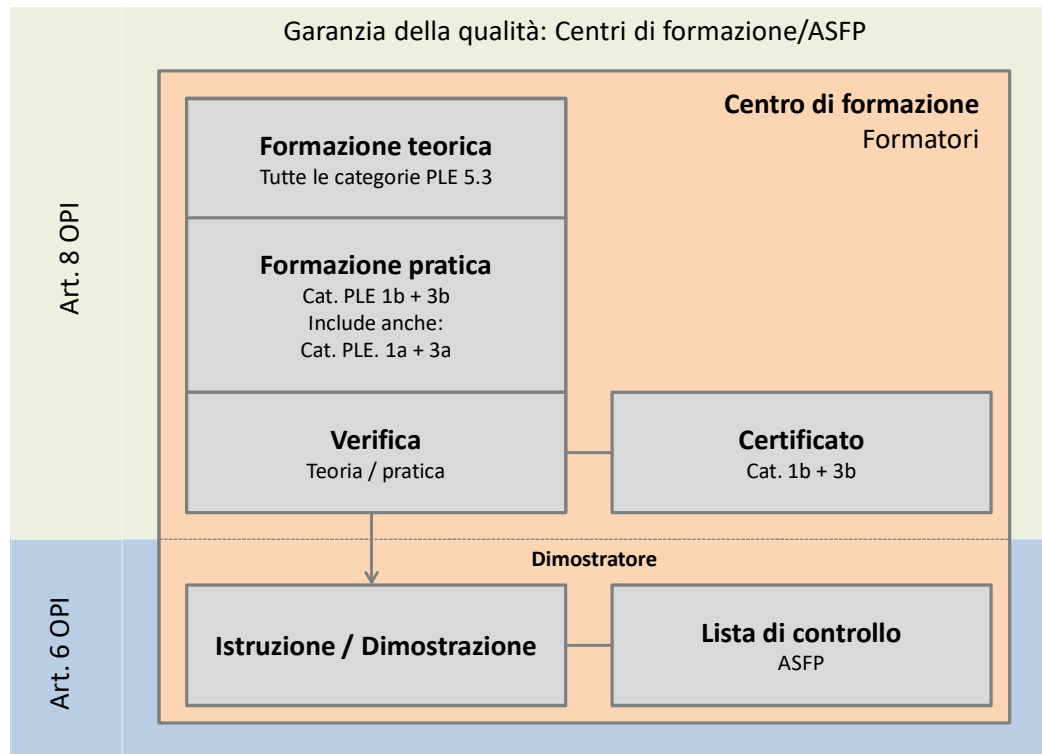 Garanzia della qualità: Centri di formazione/ASFP
Centro di formazione
Formatori
Art. 8 OPI
Formazione teorica
Tutte le categorie PLE 5.3
Formazione pratica
Cat. PLE 1b + 3b
Include anche:
Cat. PLE. 1a + 3a
Verifica
Teoria / pratica
Certificato
Cat. 1b + 3b
Dimostratore
Art. 6 OPI
Istruzione / Dimostrazione
Lista di controllo
ASFP